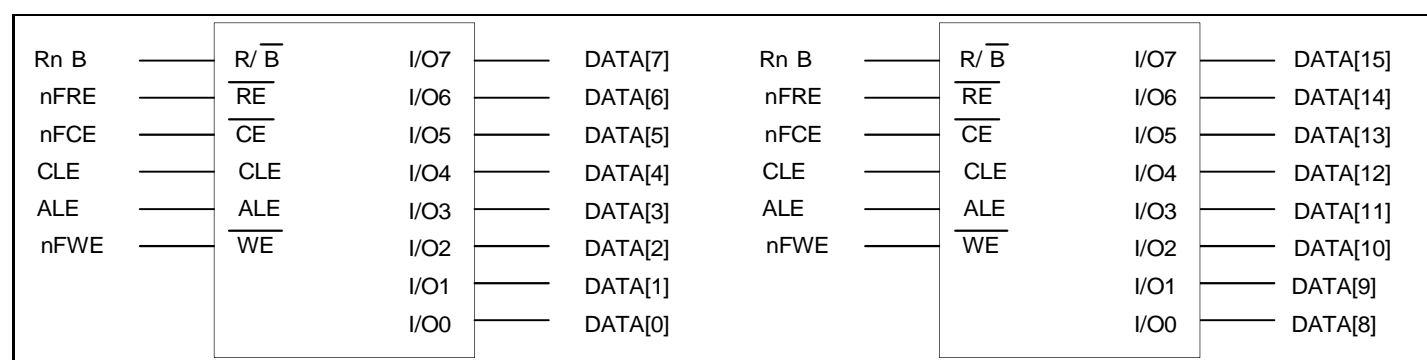 Rn B R/ B I/O7 DATA[7] Rn B R/ B I/O7 DATA[15]
nFRE RE I/O6 DATA[6] nFRE RE I/O6 DATA[14]
nFCE CE I/O5 DATA[5] nFCE CE I/O5 DATA[13]
CLE CLE I/O4 DATA[4] CLE CLE I/O4 DATA[12]
ALE ALE I/O3 DATA[3] ALE ALE I/O3 DATA[11]
nFWE WE I/O2 DATA[2] nFWE WE I/O2 DATA[10]
I/O1 DATA[1] I/O1 DATA[9]
I/O0 DATA[0] I/O0 DATA[8]